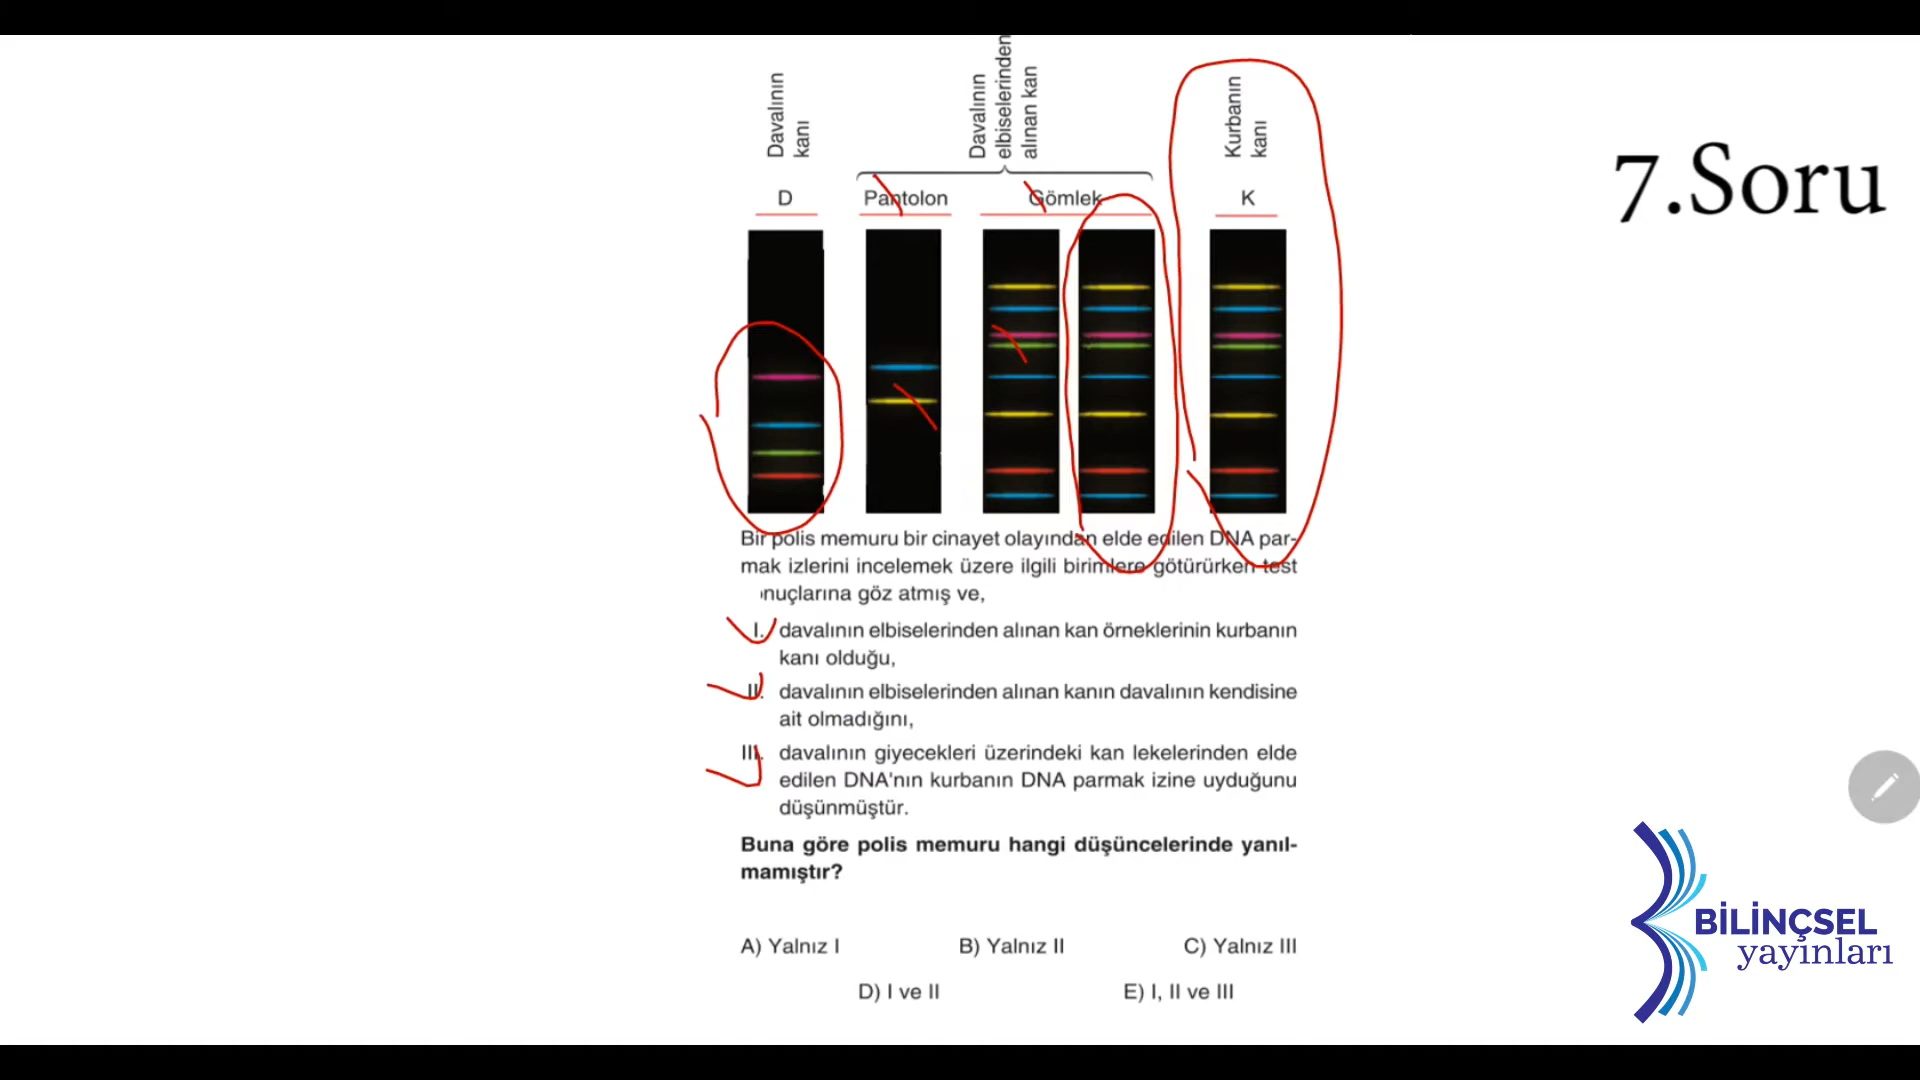 Davalının
kanı
Davalının
elbiselerinden
alınan kan
Kurbanın
kanı
7.Soru
D
Pantolon
Gömlek
K
Bir polis memuru bir cinayet olayından elde edilen DNA par-
mak izlerini incelemek üzere ilgili birimlere götürürken test
onuçlarına göz atmış ve,
I. davalının elbiselerinden alınan kan örneklerinin kurbanın
kanı olduğu,
II. davalının elbiselerinden alınan kanın davalının kendisine
ait olmadığını,
III. davalının giyecekleri üzerindeki kan lekelerinden elde
edilen DNA'nın kurbanın DNA parmak izine uyduğunu
düşünmüştür.
Buna göre polis memuru hangi düşüncelerinde yanıl-
mamıştır?
A) Yalnız I
B) Yalnız II
C) Yalnız III
D) I ve II
E) I, II ve III
BİLİNÇSEL
yayınları